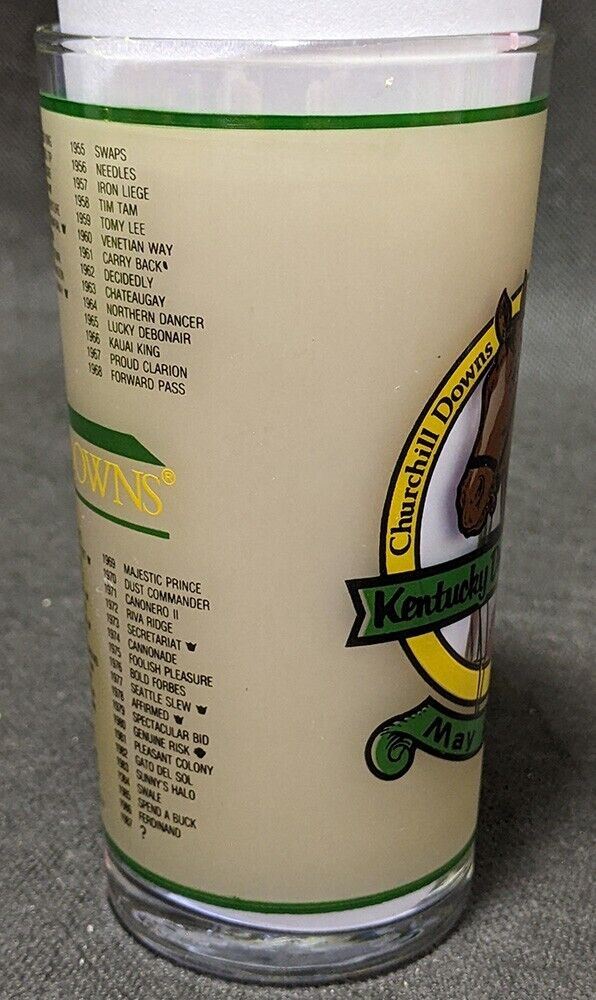 1955 SWAPS
1956 NEEDLES
1957 IRON LIEGE
1958 TIM TAM
1959 TOMY LEE
1960 VENETIAN WAY
1961 CARRY BACK
1962 DECIDEDLY
1963 CHATEAUGAY
1964 NORTHERN DANCER
1965 LUCKY DEBONAIR
1966 KAUAI KING
1967 PROUD CLARION
1968 FORWARD PASS
OWNS®
1969 MAJESTIC PRINCE
1970 DUST COMMANDER
1971 CANONERO II
1972 RIVA RIDGE
1973 SECRETARIAT
1974 CANNONADE
1975 FOOLISH PLEASURE
1976 BOLD FORBES
1977 SEATTLE SLEW
1978 AFFIRMED
1979 SPECTACULAR BID
1980 GENUINE RISK
1981 PLEASANT COLONY
1982 GATO DEL SOL
1983 SUNNY'S HALO
1984 SWALE
1985 SPEND A BUCK
1986 FERDINAND
1987 ?
Churchill Downs
Kentucky D
May